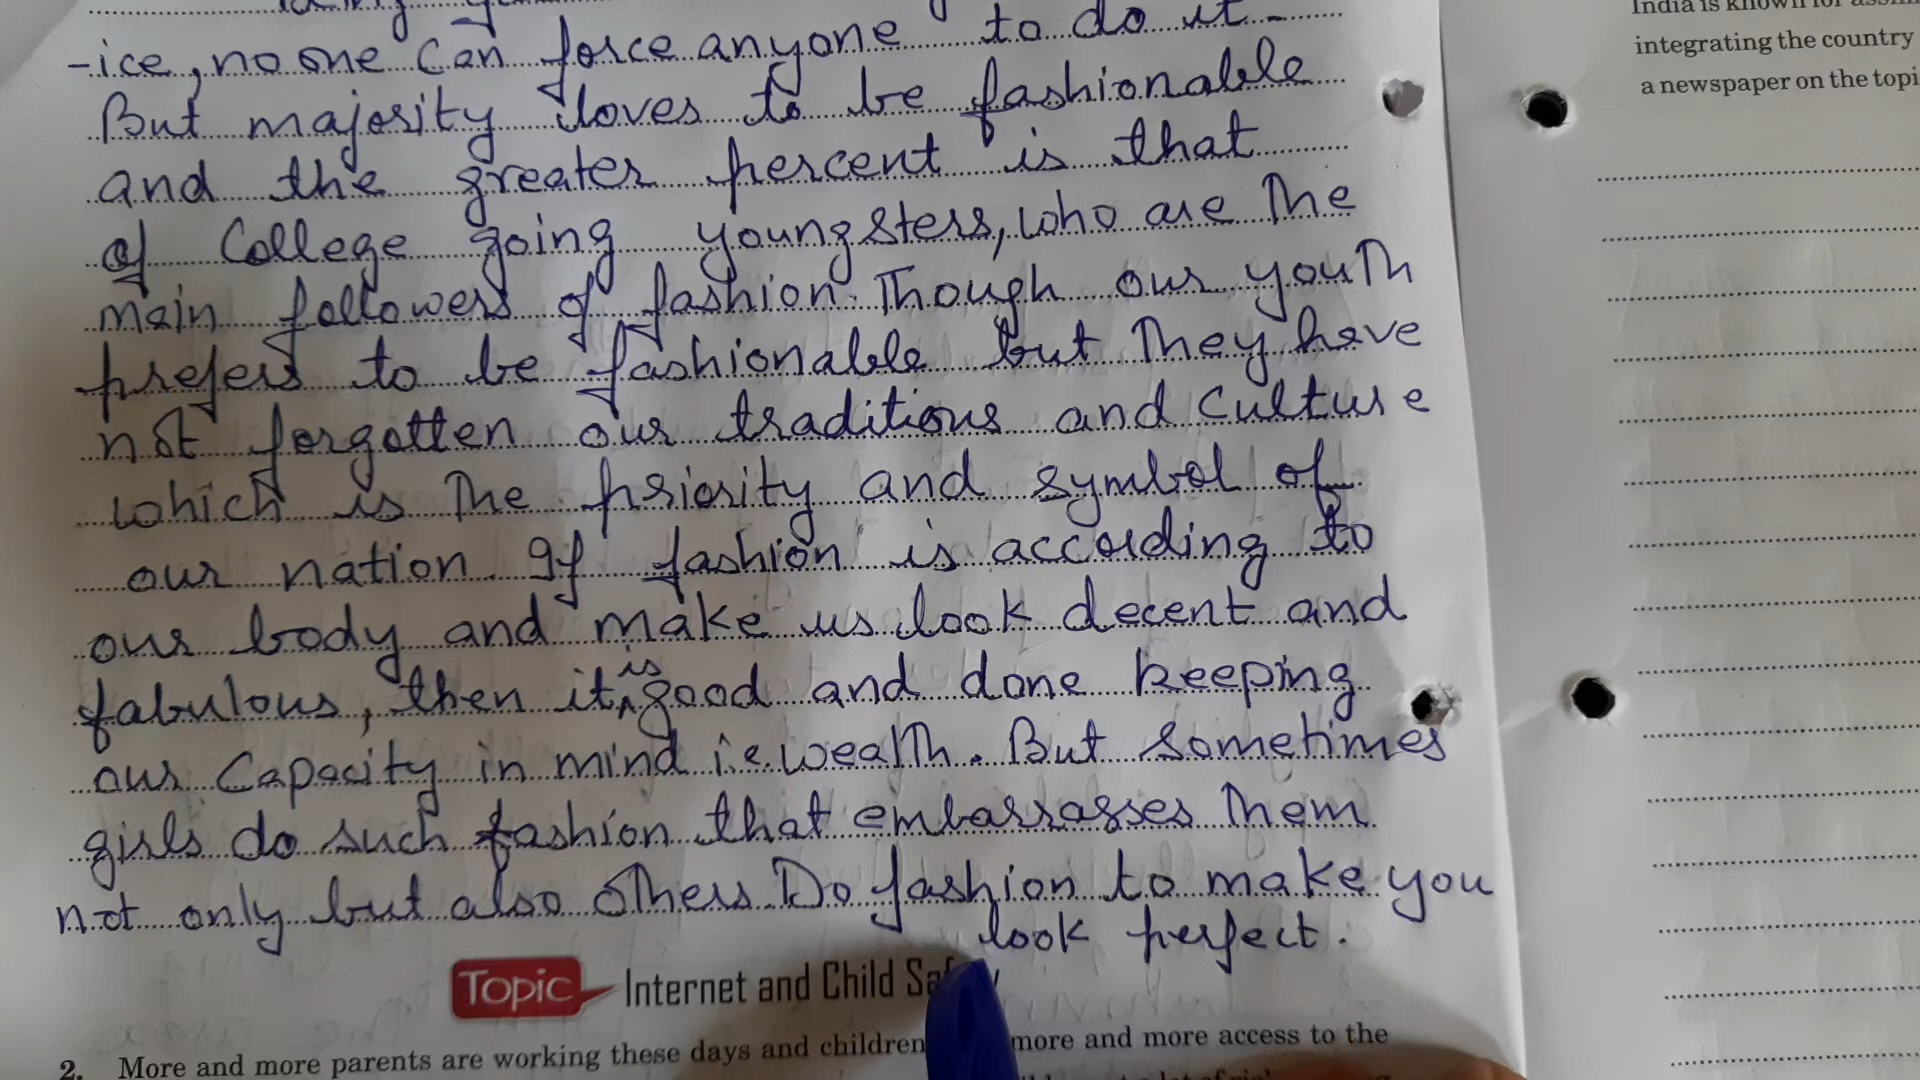 -ice, no one can force anyone to do it.
But majority loves to be fashionable
and the greater percent is that
of College going youngsters, who are the
main followers of fashion. Though our youth
prefers to be fashionable but they have
not forgotten our traditions and culture
which is the priority and symbol of
our nation. If fashion is according to
our body and make us look decent and
fabulous, then it is good and done keeping
our capacity in mind i.e. wealth. But sometimes
girls do such fashion that embarrasses them
not only but also others. Do fashion to make you
look perfect.
Topic Internet and Child
2. More and more parents are working these days and children more and more access to the
India is known for
integrating the country
a newspaper on the